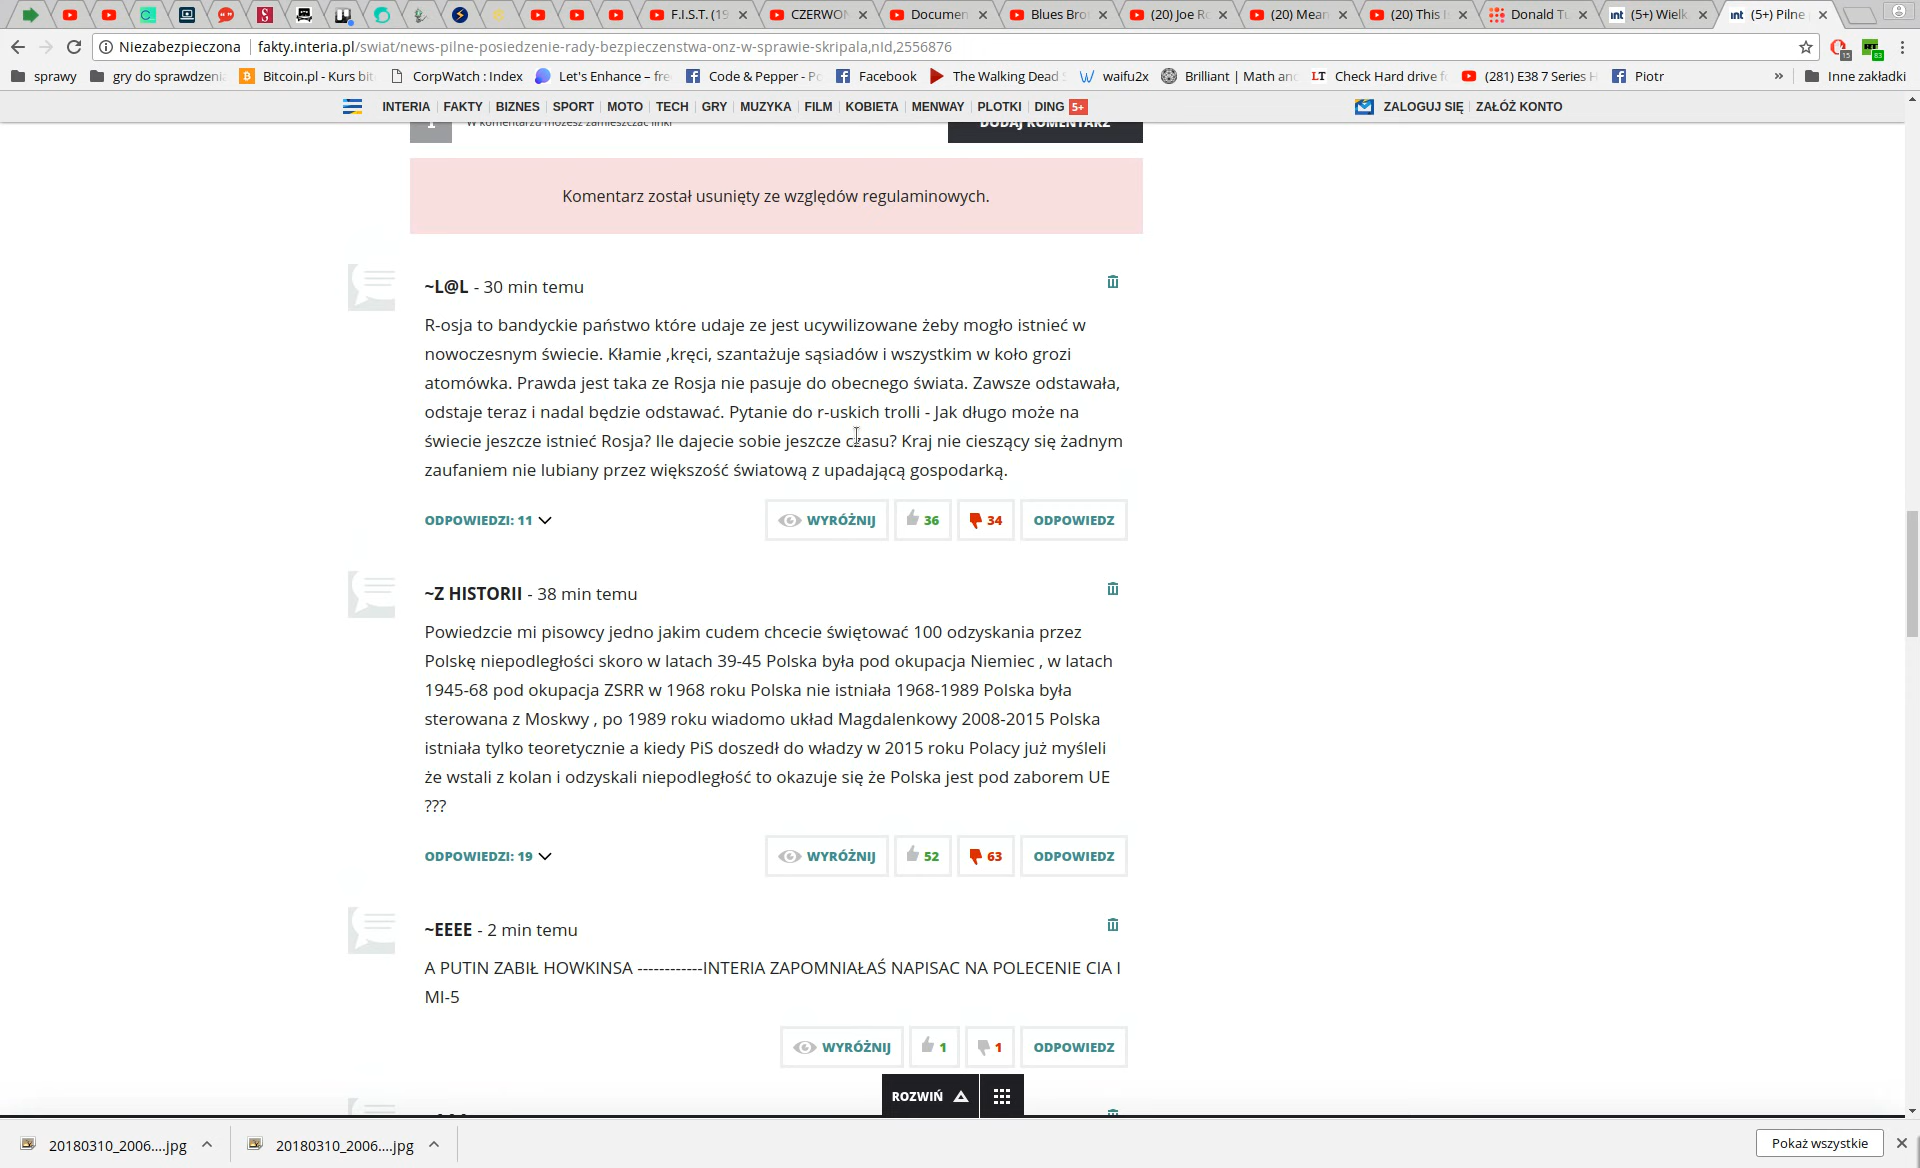 F.I.S.T. (19
CZERWO
Documen
Blues Bro
(20) Joe R
(20) Mean
(20) This I
Donald Tu
(5+) Wielk
(5+) Pilne
Niezabezpieczona
fakty.interia.pl/swiat/news-pilne-posiedzenie-rady-bezpieczenstwa-onz-w-sprawie-skripala,nId,2556876
sprawy
gry do sprawdzeni
Bitcoin.pl - Kurs bit
CorpWatch : Index
Let's Enhance – fre
Code & Pepper - P
Facebook
The Walking Dead
waifu2x
Brilliant | Math an
LT
Check Hard drive f
(281) E38 7 Series H
Piotr
»
Inne zakładki
INTERIA
FAKTY
BIZNES
SPORT
MOTO
TECH
GRY
MUZYKA
FILM
KOBIETA
MENWAY
PLOTKI
DING 5+
ZALOGUJ SIĘ
ZAŁÓŻ KONTO
W komentarzu możesz zamieszczać linki
DODAJ KOMENTARZ
Komentarz został usunięty ze względów regulaminowych.
~L@L - 30 min temu
R-osja to bandyckie państwo które udaje ze jest ucywilizowane żeby mogło istnieć w
nowoczesnym świecie. Kłamie ,kręci, szantażuje sąsiadów i wszystkim w koło grozi
atomówka. Prawda jest taka ze Rosja nie pasuje do obecnego świata. Zawsze odstawała,
odstaje teraz i nadal będzie odstawać. Pytanie do r-uskich trolli - Jak długo może na
świecie jeszcze istnieć Rosja? Ile dajecie sobie jeszcze czasu? Kraj nie cieszący się żadnym
zaufaniem nie lubiany przez większość światową z upadającą gospodarką.
ODPOWIEDZI: 11
WYRÓŻNIJ
36
34
ODPOWIEDZ
~Z HISTORII - 38 min temu
Powiedzcie mi pisowcy jedno jakim cudem chcecie świętować 100 odzyskania przez
Polskę niepodległości skoro w latach 39-45 Polska była pod okupacja Niemiec , w latach
1945-68 pod okupacja ZSRR w 1968 roku Polska nie istniała 1968-1989 Polska była
sterowana z Moskwy , po 1989 roku wiadomo układ Magdalenkowy 2008-2015 Polska
istniała tylko teoretycznie a kiedy PiS doszedł do władzy w 2015 roku Polacy już myśleli
że wstali z kolan i odzyskali niepodległość to okazuje się że Polska jest pod zaborem UE
???
ODPOWIEDZI: 19
WYRÓŻNIJ
52
63
ODPOWIEDZ
~EEEE - 2 min temu
A PUTIN ZABIŁ HOWKINSA ------------INTERIA ZAPOMNIAŁAŚ NAPISAC NA POLECENIE CIA I
MI-5
WYRÓŻNIJ
1
1
ODPOWIEDZ
ROZWIŃ
20180310_2006....jpg
20180310_2006....jpg
Pokaż wszystkie